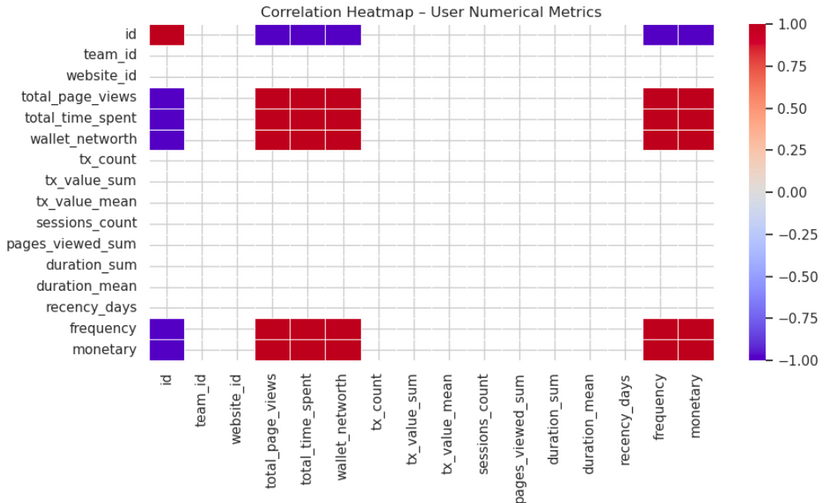 Correlation Heatmap – User Numerical Metrics
id
team_id
website_id
total_page_views
total_time_spent
wallet_networth
tx_count
tx_value_sum
tx_value_mean
sessions_count
pages_viewed_sum
duration_sum
duration_mean
recency_days
frequency
monetary
id
team_id
website_id
total_page_views
total_time_spent
wallet_networth
tx_count
tx_value_sum
tx_value_mean
sessions_count
pages_viewed_sum
duration_sum
duration_mean
recency_days
frequency
monetary
1.00
0.75
0.50
0.25
0.00
−0.25
−0.50
−0.75
−1.00